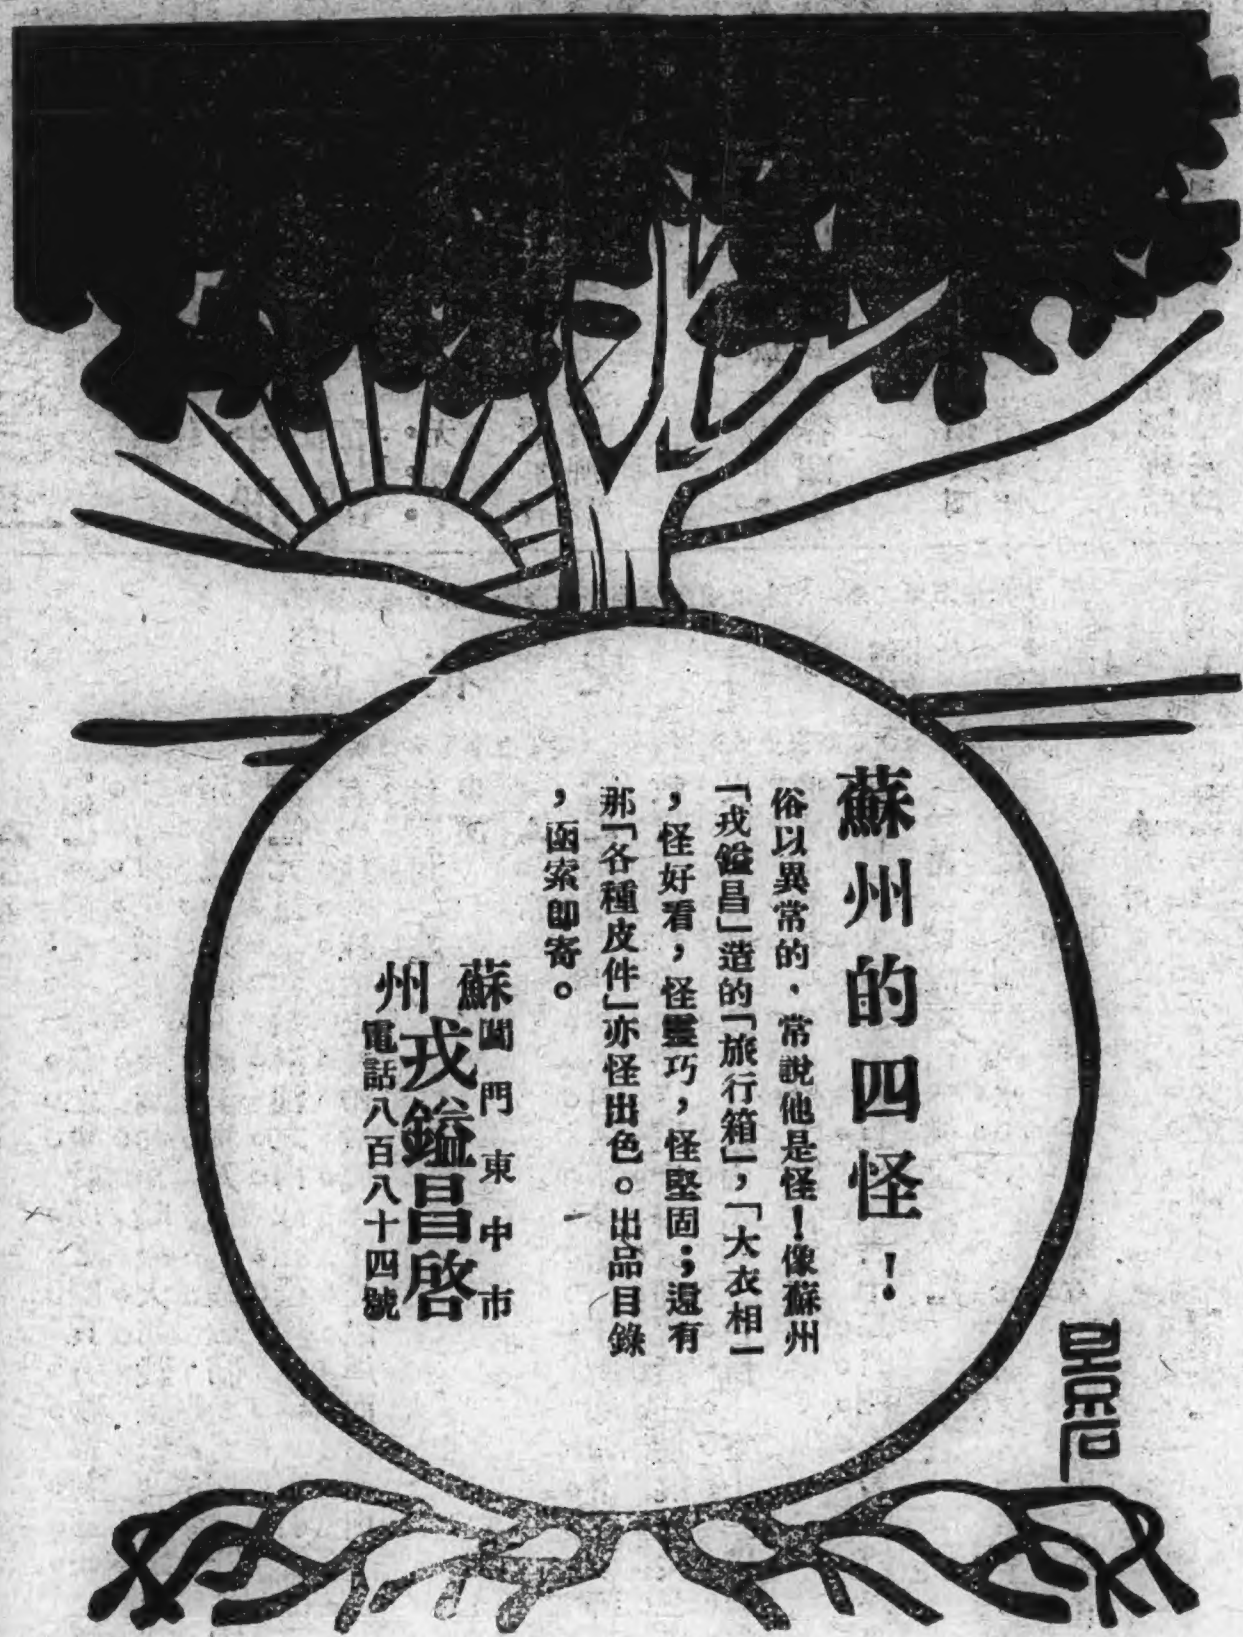 蘇州的四怪！
俗以異常的．常說他是怪！像蘇州
「戎鎰昌」造的「旅行箱」，「大衣相」
，怪好看，怪靈巧，怪堅固；還有
那「各種皮件」亦怪出色。出品目錄
，函索即寄。
蘇州
閶門東中市
戎鎰昌啓
電話八百八十四號